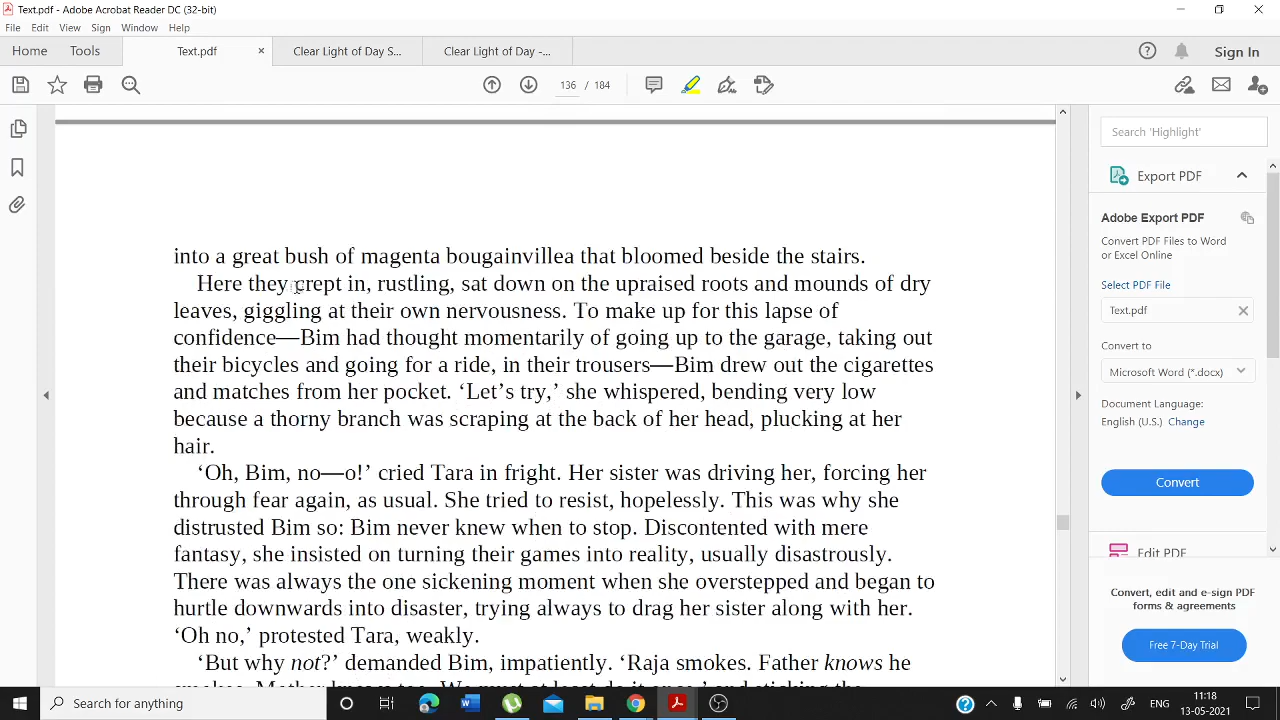 Text.pdf - Adobe Acrobat Reader DC (32-bit)
File Edit View Sign Window Help
Home Tools Text.pdf × Clear Light of Day S... Clear Light of Day -... Sign In
136 / 184
Search 'Highlight'
Export PDF
Adobe Export PDF
Convert PDF Files to Word
or Excel Online
Select PDF File
Text.pdf
Convert to
Microsoft Word (*.docx)
Document Language:
English (U.S.) Change
Convert
Edit PDF
Convert, edit and e-sign PDF
forms & agreements
Free 7-Day Trial
into a great bush of magenta bougainvillea that bloomed beside the stairs.
Here they crept in, rustling, sat down on the upraised roots and mounds of dry
leaves, giggling at their own nervousness. To make up for this lapse of
confidence—Bim had thought momentarily of going up to the garage, taking out
their bicycles and going for a ride, in their trousers—Bim drew out the cigarettes
and matches from her pocket. ‘Let’s try,’ she whispered, bending very low
because a thorny branch was scraping at the back of her head, plucking at her
hair.
‘Oh, Bim, no—o!’ cried Tara in fright. Her sister was driving her, forcing her
through fear again, as usual. She tried to resist, hopelessly. This was why she
distrusted Bim so: Bim never knew when to stop. Discontented with mere
fantasy, she insisted on turning their games into reality, usually disastrously.
There was always the one sickening moment when she overstepped and began to
hurtle downwards into disaster, trying always to drag her sister along with her.
‘Oh no,’ protested Tara, weakly.
‘But why not?’ demanded Bim, impatiently. ‘Raja smokes. Father knows he
Search for anything
ENG
11:18
13-05-2021